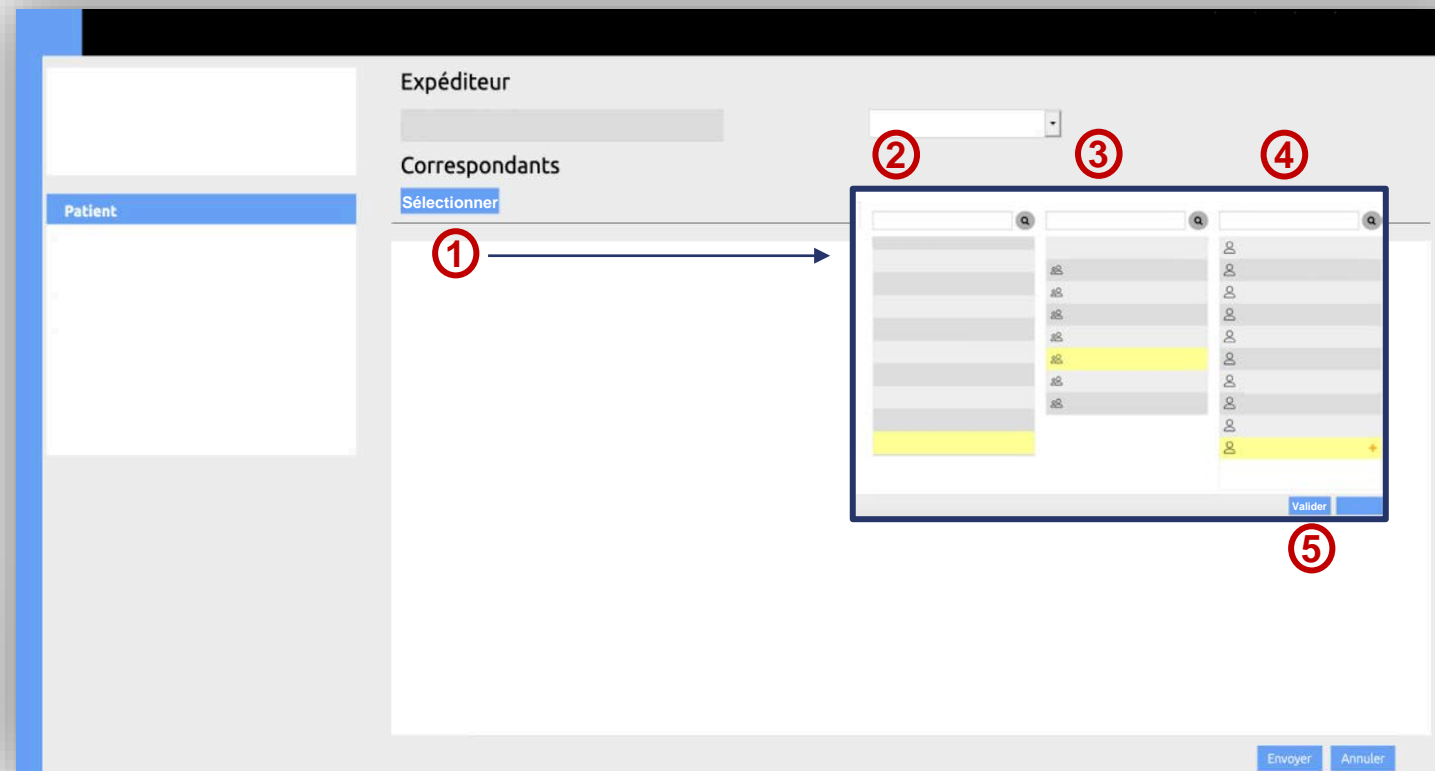 Expéditeur
Correspondants
Sélectionner
Patient
1
2
3
4
Valider
5
Envoyer Annuler